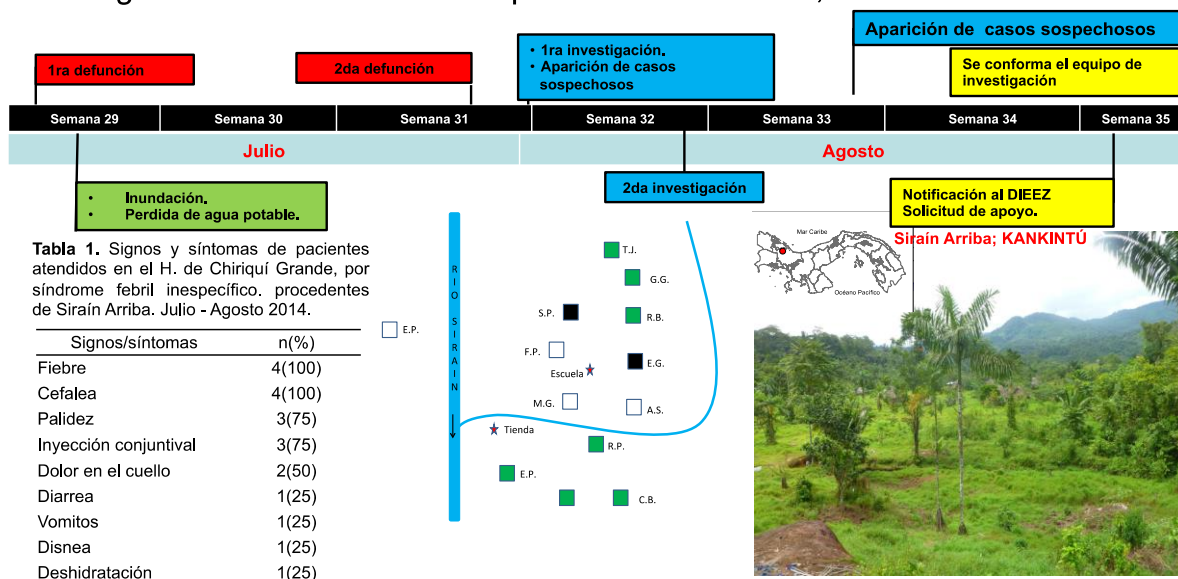 Aparición de casos sospechosos
1ra defunción
2da defunción
• 1ra investigación.
• Aparición de casos
sospechosos
Se conforma el equipo de
investigación
Semana 29
Semana 30
Semana 31
Semana 32
Semana 33
Semana 34
Semana 35
Julio
Agosto
• Inundación.
• Perdida de agua potable.
2da investigación
Notificación al DIEEZ
Solicitud de apoyo.
Siraín Arriba; KANKINTÚ
Mar Caribe
Océano Pacífico
Tabla 1. Signos y síntomas de pacientes
atendidos en el H. de Chiriquí Grande, por
síndrome febril inespecífico. procedentes
de Siraín Arriba. Julio - Agosto 2014.
Signos/síntomas n(%)
Fiebre 4(100)
Cefalea 4(100)
Palidez 3(75)
Inyección conjuntival 3(75)
Dolor en el cuello 2(50)
Diarrea 1(25)
Vomitos 1(25)
Disnea 1(25)
Deshidratación 1(25)
RIO SIRAIN
E.P.
T.J.
G.G.
S.P.
R.B.
F.P.
E.G.
Escuela
M.G.
A.S.
Tienda
R.P.
E.P.
C.B.